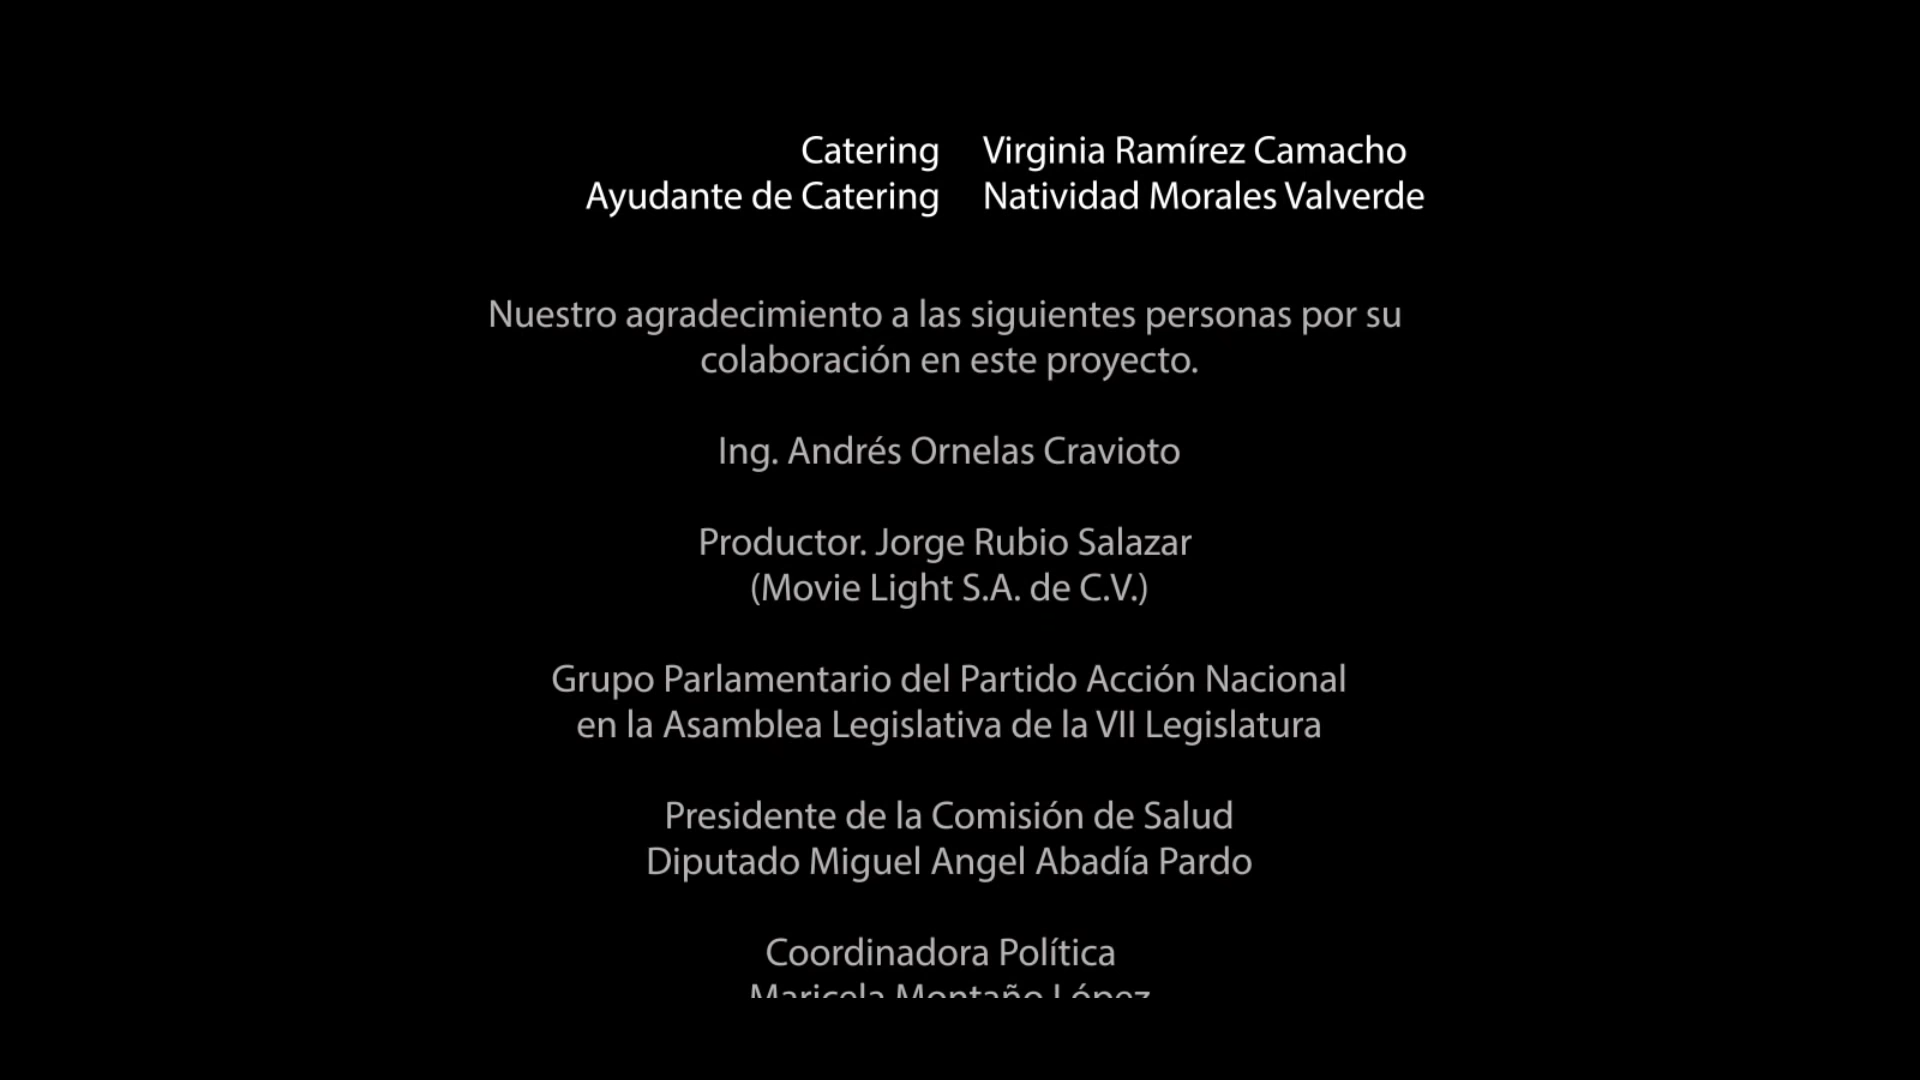 Catering Virginia Ramírez Camacho
Ayudante de Catering Natividad Morales Valverde
Nuestro agradecimiento a las siguientes personas por su
colaboración en este proyecto.
Ing. Andrés Ornelas Cravioto
Productor. Jorge Rubio Salazar
(Movie Light S.A. de C.V.)
Grupo Parlamentario del Partido Acción Nacional
en la Asamblea Legislativa de la VII Legislatura
Presidente de la Comisión de Salud
Diputado Miguel Angel Abadía Pardo
Coordinadora Política
Maricela Montaño López